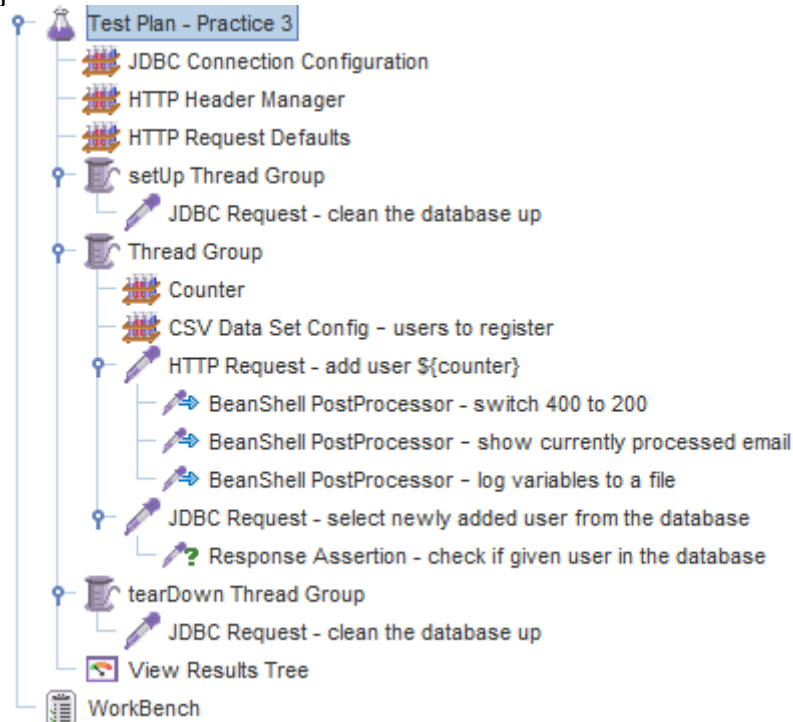 Test Plan - Practice 3
JDBC Connection Configuration
HTTP Header Manager
HTTP Request Defaults
setUp Thread Group
JDBC Request - clean the database up
Thread Group
Counter
CSV Data Set Config – users to register
HTTP Request - add user ${counter}
BeanShell PostProcessor - switch 400 to 200
BeanShell PostProcessor – show currently processed email
BeanShell PostProcessor – log variables to a file
JDBC Request - select newly added user from the database
Response Assertion - check if given user in the database
tearDown Thread Group
JDBC Request - clean the database up
View Results Tree
WorkBench